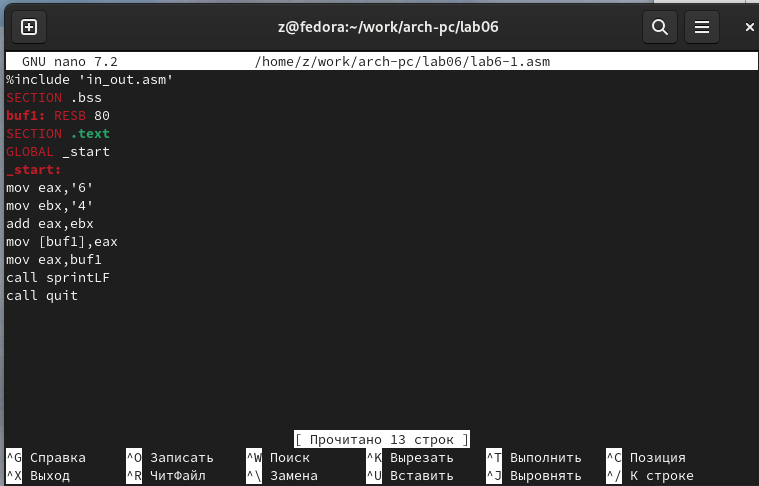 z@fedora:~/work/arch-pc/lab06
GNU nano 7.2 /home/z/work/arch-pc/lab06/lab6-1.asm
%include 'in_out.asm'
SECTION .bss
buf1: RESB 80
SECTION .text
GLOBAL _start
_start:
mov eax,'6'
mov ebx,'4'
add eax,ebx
mov [buf1],eax
mov eax,buf1
call sprintLF
call quit
[ Прочитано 13 строк ]
^G Справка ^O Записать ^W Поиск ^K Вырезать ^T Выполнить ^C Позиция
^X Выход ^R ЧитФайл ^\ Замена ^U Вставить ^J Выровнять ^/ К строке